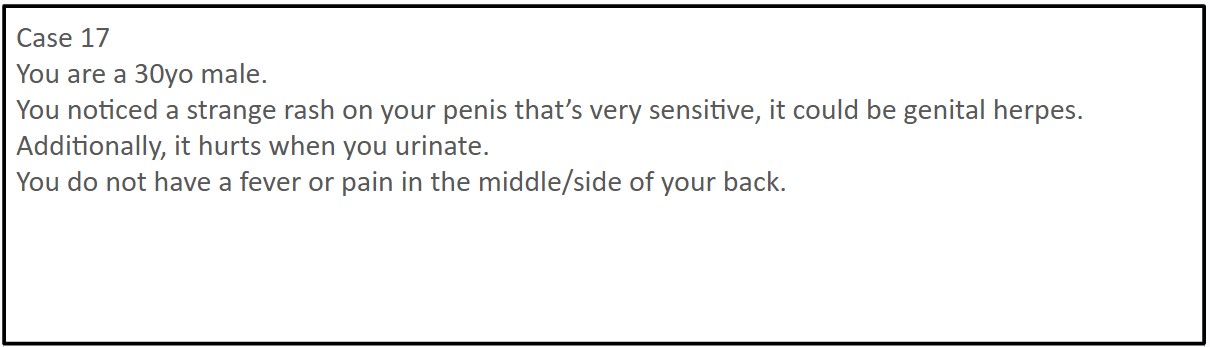 Case 17
You are a 30yo male.
You noticed a strange rash on your penis that’s very sensitive, it could be genital herpes.
Additionally, it hurts when you urinate.
You do not have a fever or pain in the middle/side of your back.